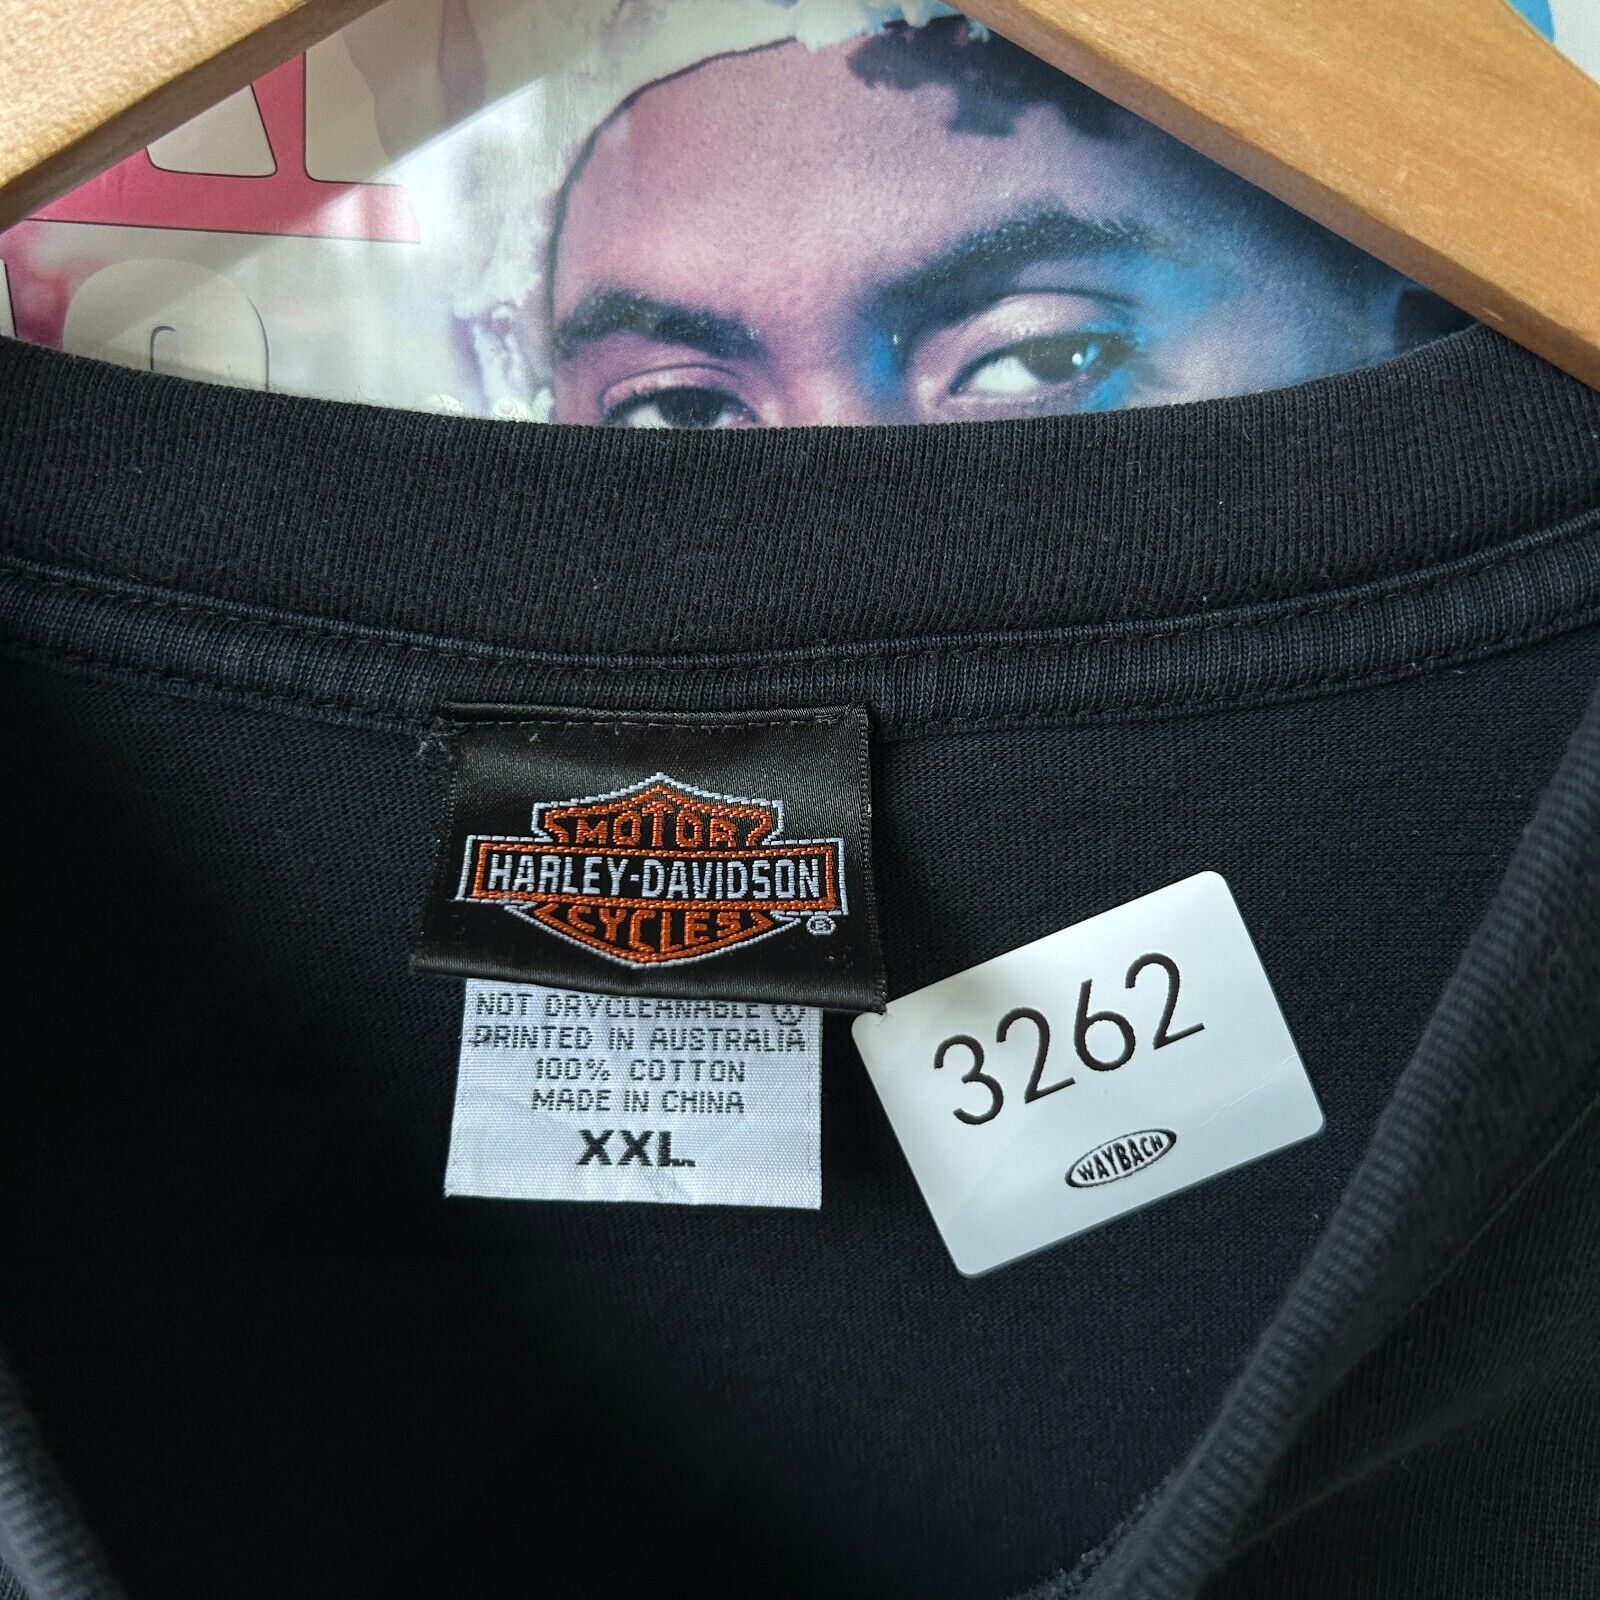 MOTOR
HARLEY-DAVIDSON
CYCLES
®
NOT DRYCLEANABLE Ⓐ
PRINTED IN AUSTRALIA
100% COTTON
MADE IN CHINA
XXL
3262
WAYBACH